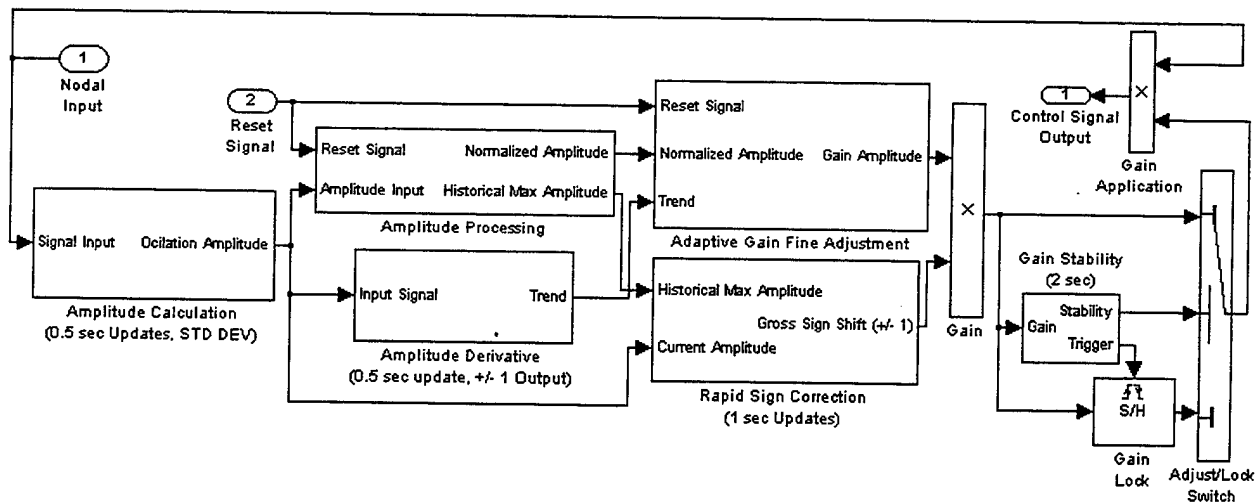 1
Nodal
Input
2
Reset
Signal
Signal Input
Ocilation Amplitude
Amplitude Calculation
(0.5 sec Updates, STD DEV)
Reset Signal
Normalized Amplitude
Amplitude Input
Historical Max Amplitude
Amplitude Processing
Input Signal
Trend
Amplitude Derivative
(0.5 sec update, +/- 1 Output)
Reset Signal
Normalized Amplitude
Gain Amplitude
Trend
Adaptive Gain Fine Adjustment
Historical Max Amplitude
Gross Sign Shift (+/- 1)
Current Amplitude
Rapid Sign Correction
(1 sec Updates)
×
Gain
1
Control Signal
Output
×
Gain
Application
Gain Stability
(2 sec)
Stability
Gain
Trigger
S/H
Gain
Lock
Adjust/Lock
Switch